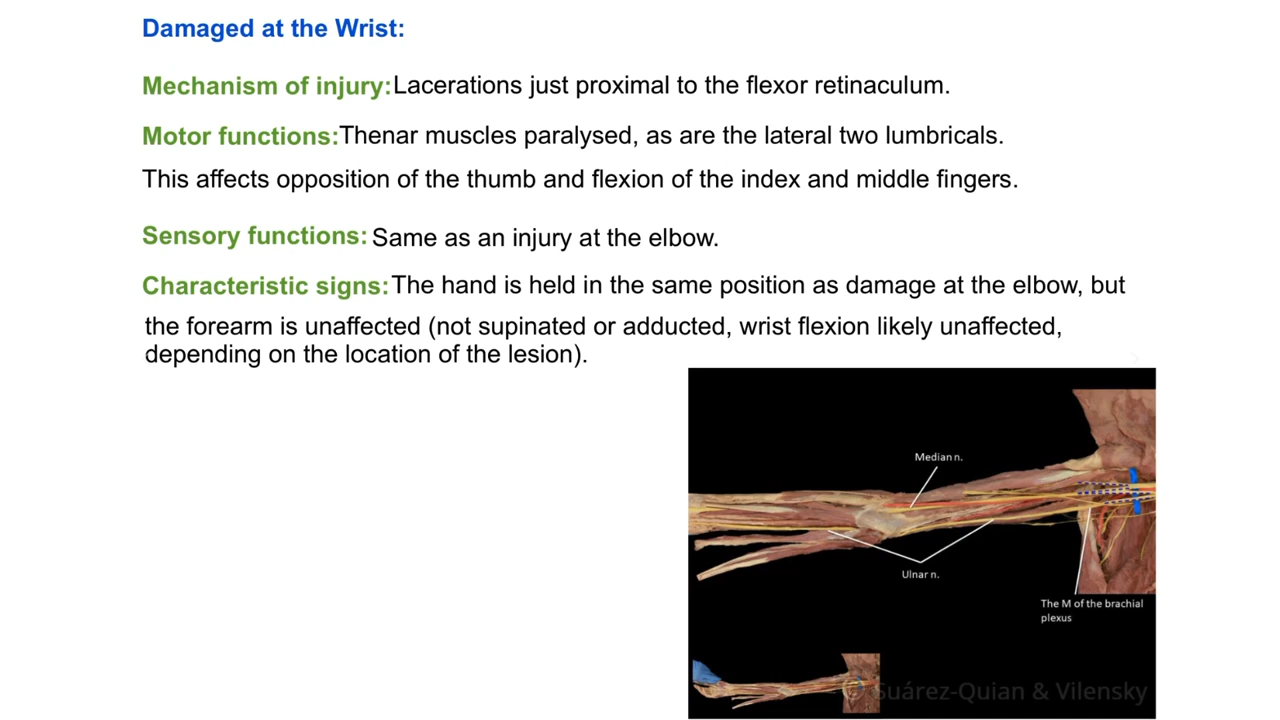 Damaged at the Wrist:
Mechanism of injury: Lacerations just proximal to the flexor retinaculum.
Motor functions: Thenar muscles paralysed, as are the lateral two lumbricals.
This affects opposition of the thumb and flexion of the index and middle fingers.
Sensory functions: Same as an injury at the elbow.
Characteristic signs: The hand is held in the same position as damage at the elbow, but
the forearm is unaffected (not supinated or adducted, wrist flexion likely unaffected,
depending on the location of the lesion).
Median n.
Ulnar n.
The M of the brachial
plexus
Suárez-Quian & Vilensky